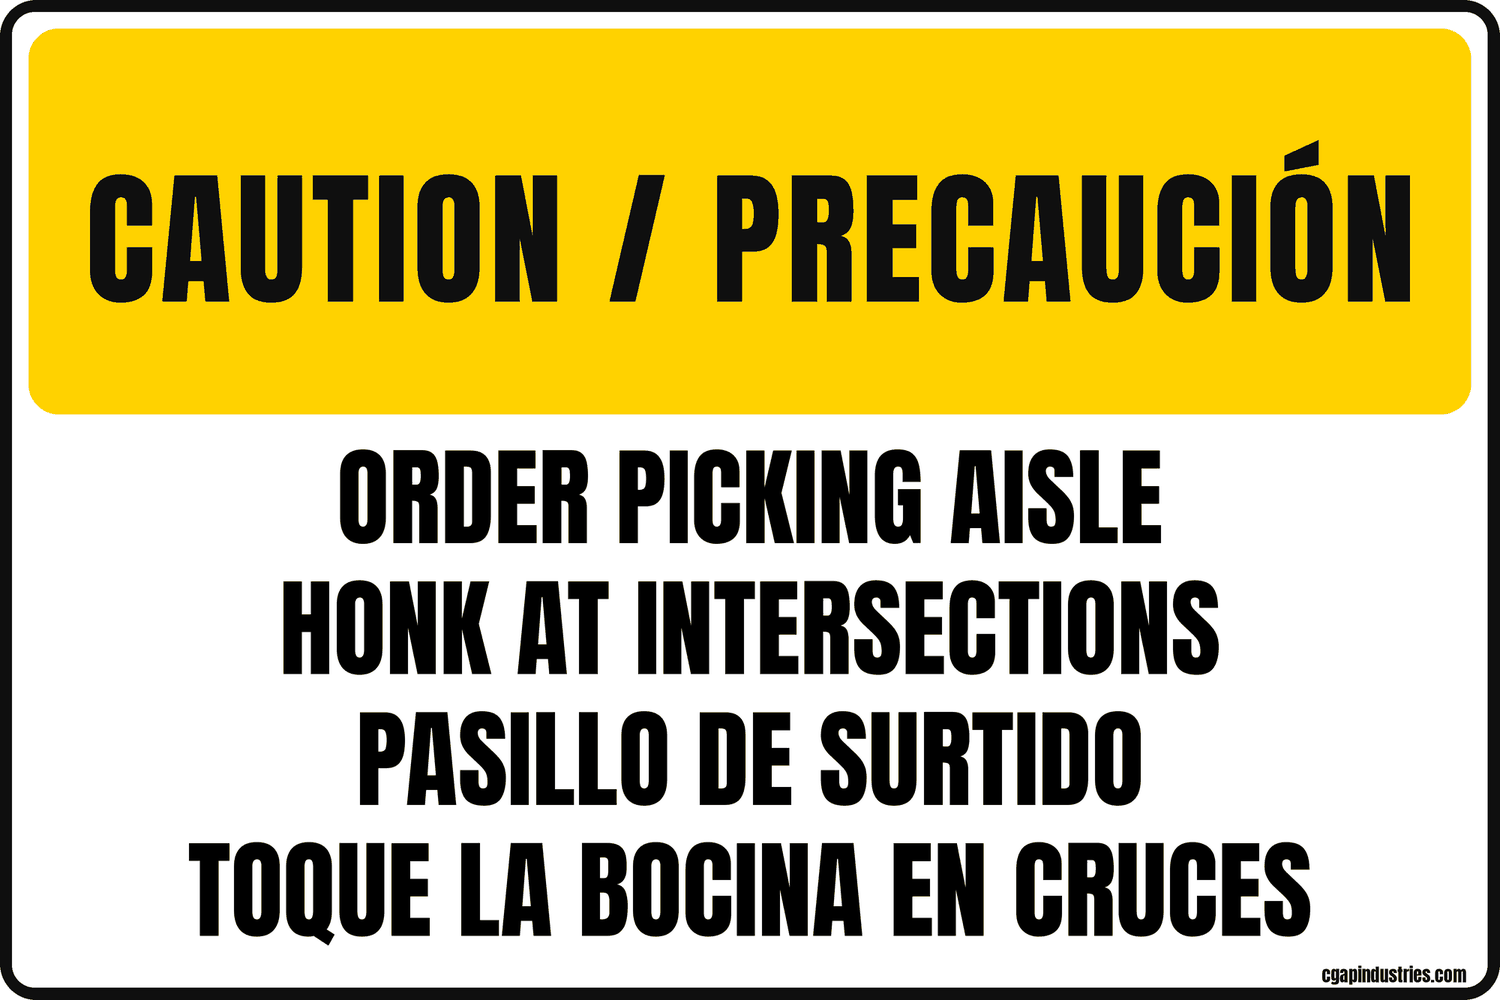 CAUTION / PRECAUCIÓN
ORDER PICKING AISLE
HONK AT INTERSECTIONS
PASILLO DE SURTIDO
TOQUE LA BOCINA EN CRUCES
cgapindustries.com